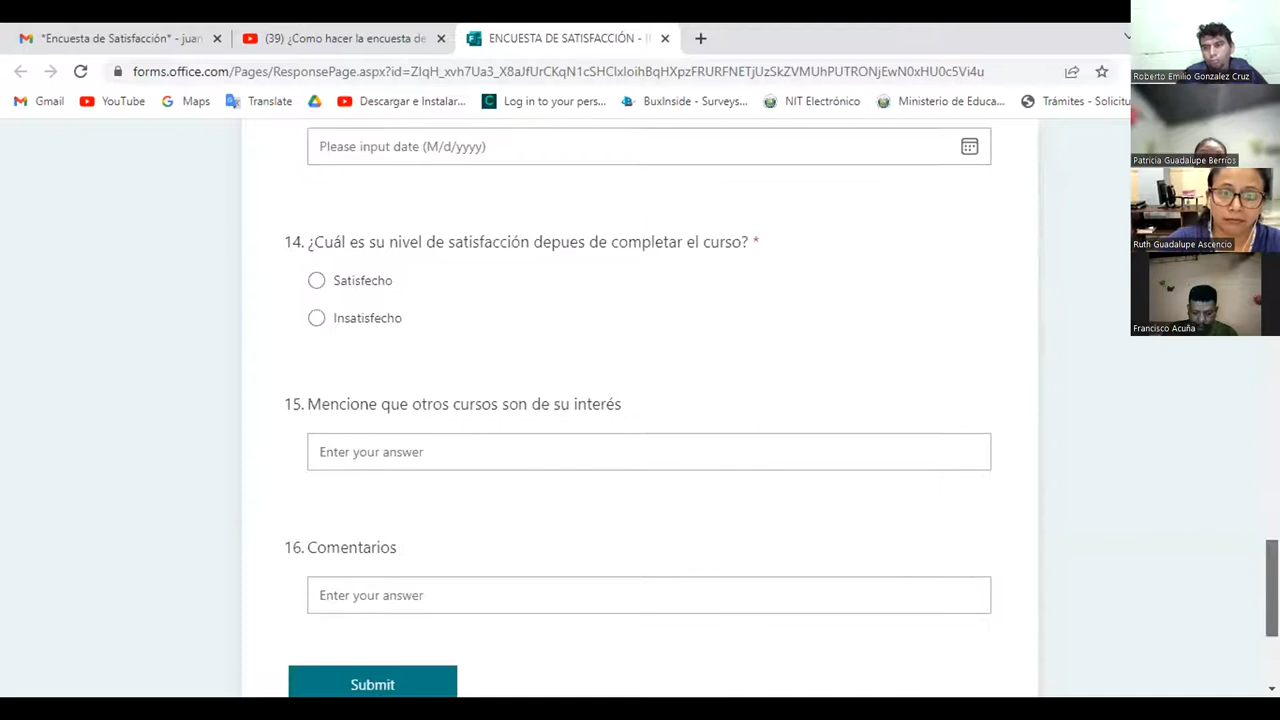 *Encuesta de Satisfacción* - juan
(39) ¿Como hacer la encuesta de
ENCUESTA DE SATISFACCIÓN - I
forms.office.com/Pages/ResponsePage.aspx?id=ZIqH_xvh7Ua3_X8aJfUrCKqN1cSHClxIoihBqHXpzFRURFNETjUzSkZVMUhPUTRONjEwN0xHU0c5Vi4u
Gmail
YouTube
Maps
Translate
Descargar e Instalar...
Log in to your pers...
BuxInside - Surveys...
NIT Electrónico
Ministerio de Educa...
Trámites - Solicitu
Please input date (M/d/yyyy)
14. ¿Cuál es su nivel de satisfacción depues de completar el curso? *
Satisfecho
Insatisfecho
15. Mencione que otros cursos son de su interés
Enter your answer
16. Comentarios
Enter your answer
Submit
Roberto Emilio Gonzalez Cruz
Patricia Guadalupe Berríos
Ruth Guadalupe Ascencio
Francisco Acuña